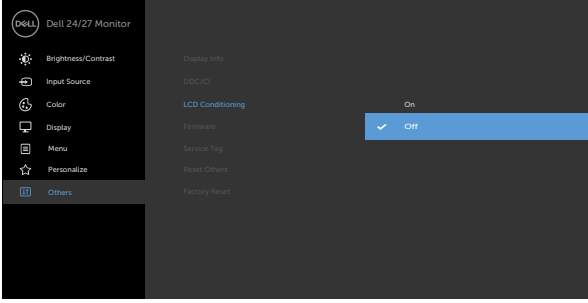 DELL Dell 24/27 Monitor
Brightness/Contrast
Input Source
Color
Display
Menu
Personalize
Others
Display Info
DDC/CI
LCD Conditioning
Firmware
Service Tag
Reset Others
Factory Reset
On
Off